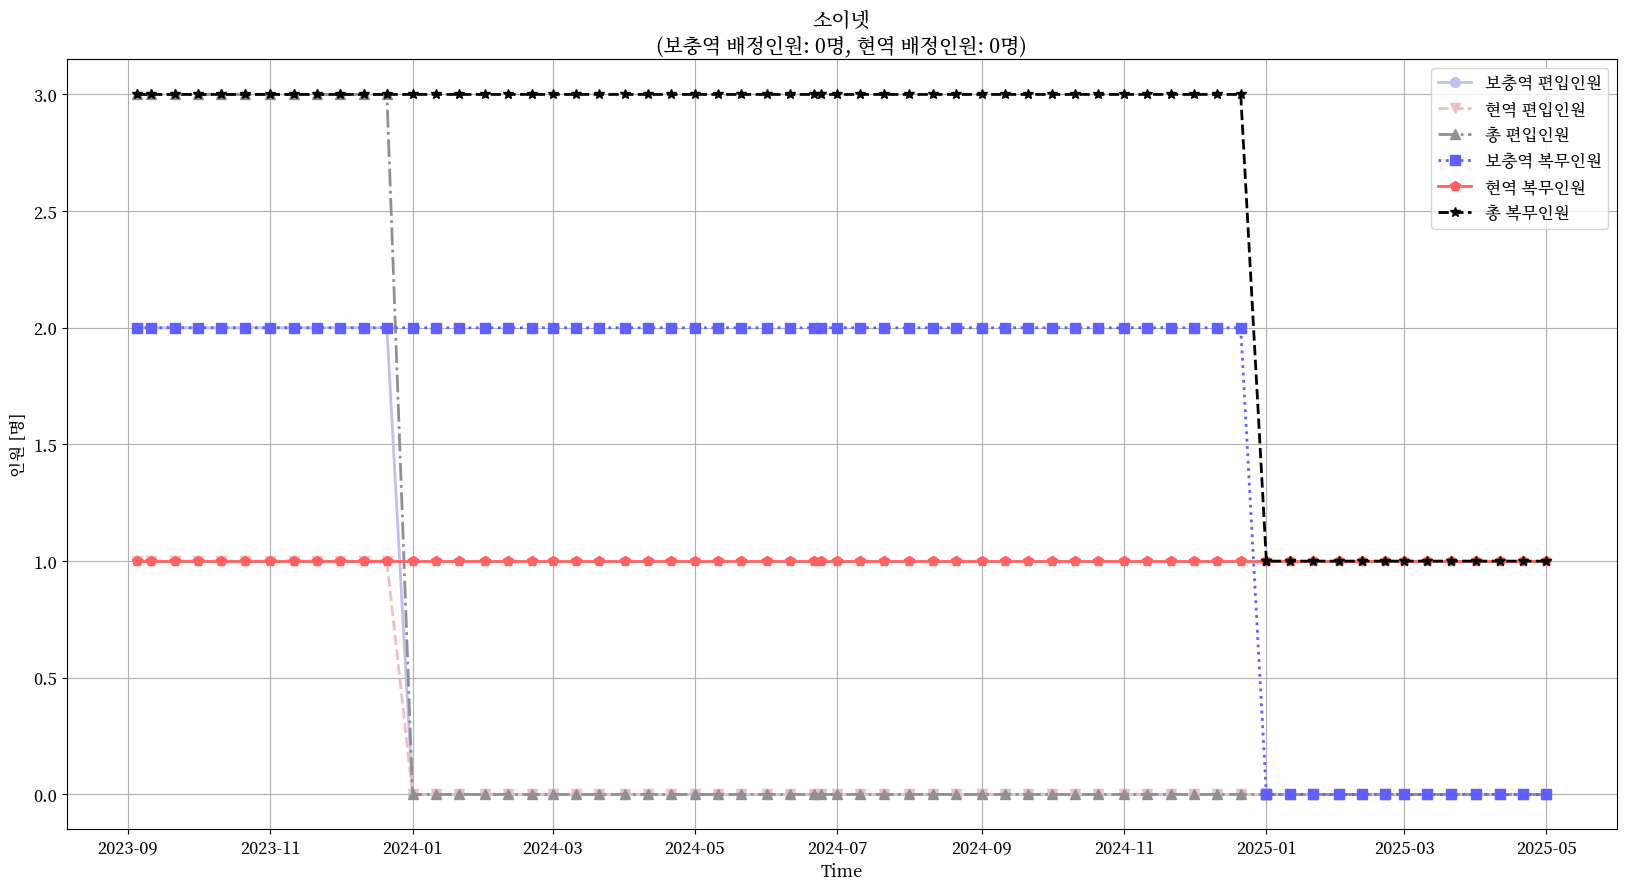 소이넷
(보충역 배정인원: 0명, 현역 배정인원: 0명)
보충역 편입인원
현역 편입인원
총 편입인원
보충역 복무인원
현역 복무인원
총 복무인원
인원 [명]
3.0
2.5
2.0
1.5
1.0
0.5
0.0
2023-09
2023-11
2024-01
2024-03
2024-05
2024-07
2024-09
2024-11
2025-01
2025-03
2025-05
Time